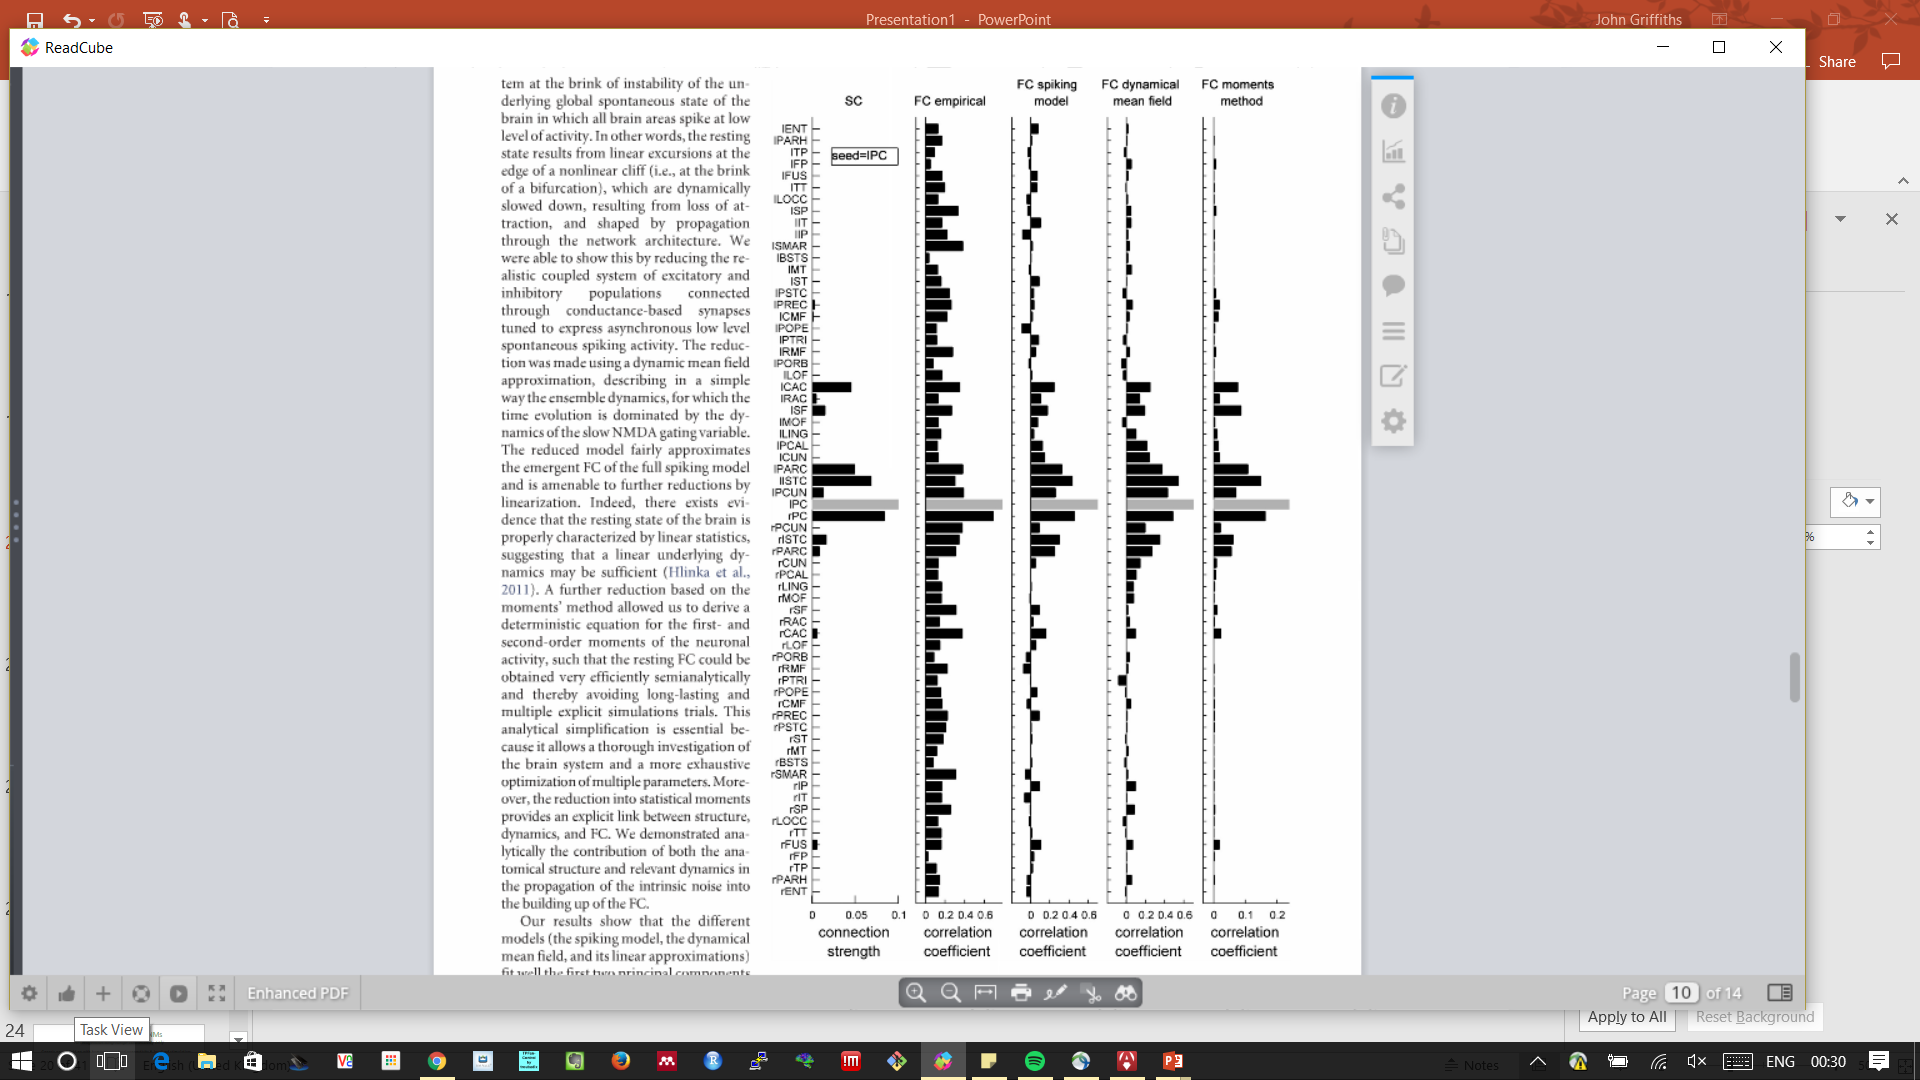 Presentation1 - PowerPoint
John Griffiths
ReadCube
Share
tem at the brink of instability of the un-
derlying global spontaneous state of the
brain in which all brain areas spike at low
level of activity. In other words, the resting
state results from linear excursions at the
edge of a nonlinear cliff (i.e., at the brink
of a bifurcation), which are dynamically
slowed down, resulting from loss of at-
traction, and shaped by propagation
through the network architecture. We
were able to show this by reducing the re-
alistic coupled system of excitatory and
inhibitory populations connected
through conductance-based synapses
tuned to express asynchronous low level
spontaneous spiking activity. The reduc-
tion was made using a dynamic mean field
approximation, describing in a simple
way the ensemble dynamics, for which the
time evolution is dominated by the dy-
namics of the slow NMDA gating variable.
The reduced model fairly approximates
the emergent FC of the full spiking model
and is amenable to further reductions by
linearization. Indeed, there exists evi-
dence that the resting state of the brain is
properly characterized by linear statistics,
suggesting that a linear underlying dy-
namics may be sufficient (Hlinka et al.,
2011). A further reduction based on the
moments' method allowed us to derive a
deterministic equation for the first- and
second-order moments of the neuronal
activity, such that the resting FC could be
obtained very efficiently semianalytically
and thereby avoiding long-lasting and
multiple explicit simulations trials. This
analytical simplification is essential be-
cause it allows a thorough investigation of
the brain system and a more exhaustive
optimization of multiple parameters. More-
over, the reduction into statistical moments
provides an explicit link between structure,
dynamics, and FC. We demonstrated ana-
lytically the contribution of both the ana-
tomical structure and relevant dynamics in
the propagation of the intrinsic noise into
the building up of the FC.
Our results show that the different
models (the spiking model, the dynamical
mean field, and its linear approximations)
fit well the first two principal components
SC
FC empirical
FC spiking
model
FC dynamical
mean field
FC moments
method
seed=lPC
lENT
lPARH
lTP
lFP
lFUS
lTT
lLOCC
lSP
lIT
lIP
lSMAR
lBSTS
lMT
lST
lPSTC
lPREC
lCMF
lPOPE
lPTRI
lRMF
lPORB
lLOF
lCAC
lRAC
lSF
lMOF
lLING
lPCAL
lCUN
lPARC
lISTC
lPCUN
lPC
rPC
rPCUN
rISTC
rPARC
rCUN
rPCAL
rLING
rMOF
rSF
rRAC
rCAC
rLOF
rPORB
rRMF
rPTRI
rPOPE
rCMF
rPREC
rPSTC
rST
rMT
rBSTS
rSMAR
rIP
rIT
rSP
rLOCC
rTT
rFUS
rFP
rTP
rPARH
rENT
0 0.05 0.1
0 0.2 0.4 0.6
0 0.2 0.4 0.6
0 0.2 0.4 0.6
0 0.1 0.2
connection
strength
correlation
coefficient
correlation
coefficient
correlation
coefficient
correlation
coefficient
%
Enhanced PDF
Page 10 of 14
24
Task View
Apply to All
Reset Background
Notes
ENG
00:30